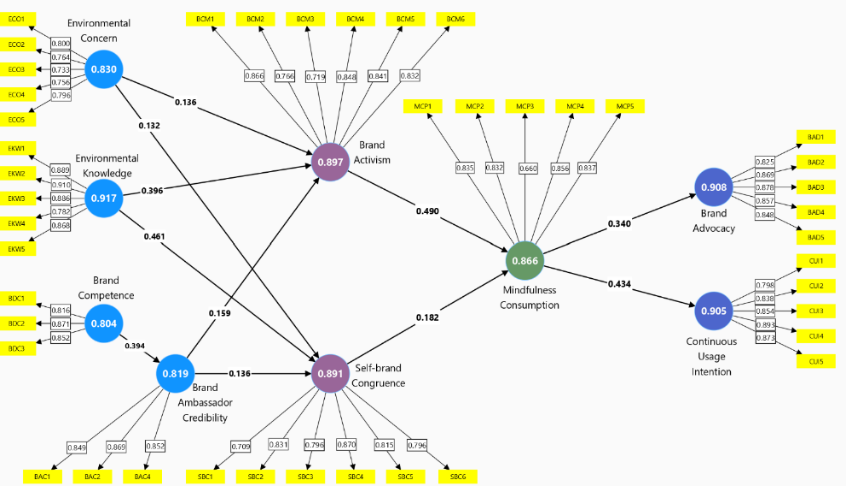 ECO1
ECO2
ECO3
ECO4
ECO5
0.800
0.764
0.733
0.756
0.796
Environmental
Concern
0.830
EKW1
EKW2
EKW3
EKW4
EKW5
0.889
0.910
0.886
0.782
0.868
Environmental
Knowledge
0.917
BDC1
BDC2
BDC3
0.816
0.871
0.852
Brand
Competence
0.804
0.394
0.819
Brand
Ambassador
Credibility
0.849
0.869
0.852
BAC1
BAC2
BAC4
0.136
0.132
0.396
0.461
0.159
0.136
BCM1
BCM2
BCM3
BCM4
BCM5
BCM6
0.866
0.766
0.719
0.848
0.841
0.832
Brand
Activism
0.897
0.891
Self-brand
Congruence
0.709
0.831
0.796
0.870
0.815
0.796
SBC1
SBC2
SBC3
SBC4
SBC5
SBC6
0.490
0.182
MCP1
MCP2
MCP3
MCP4
MCP5
0.835
0.832
0.660
0.856
0.837
0.866
Mindfulness
Consumption
0.340
0.434
0.908
Brand
Advocacy
0.825
0.869
0.878
0.857
0.848
BAD1
BAD2
BAD3
BAD4
BAD5
0.905
Continuous
Usage
Intention
0.798
0.838
0.854
0.893
0.873
CUI1
CUI2
CUI3
CUI4
CUI5